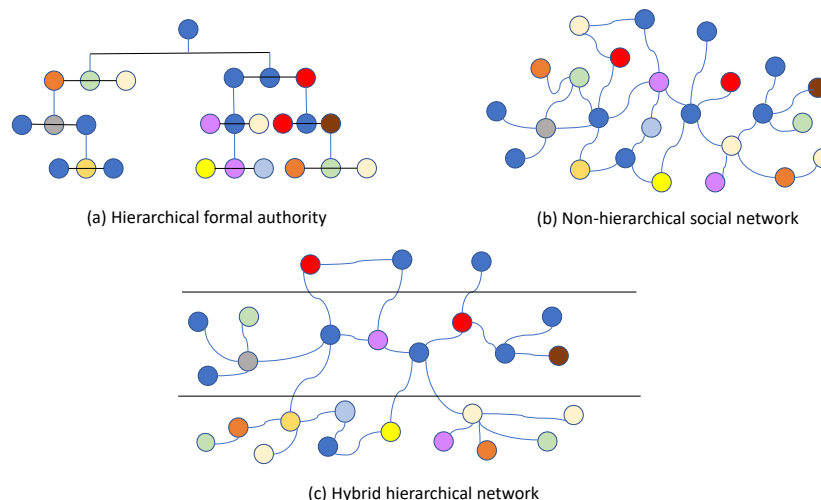 (a) Hierarchical formal authority
(b) Non-hierarchical social network
(c) Hybrid hierarchical network